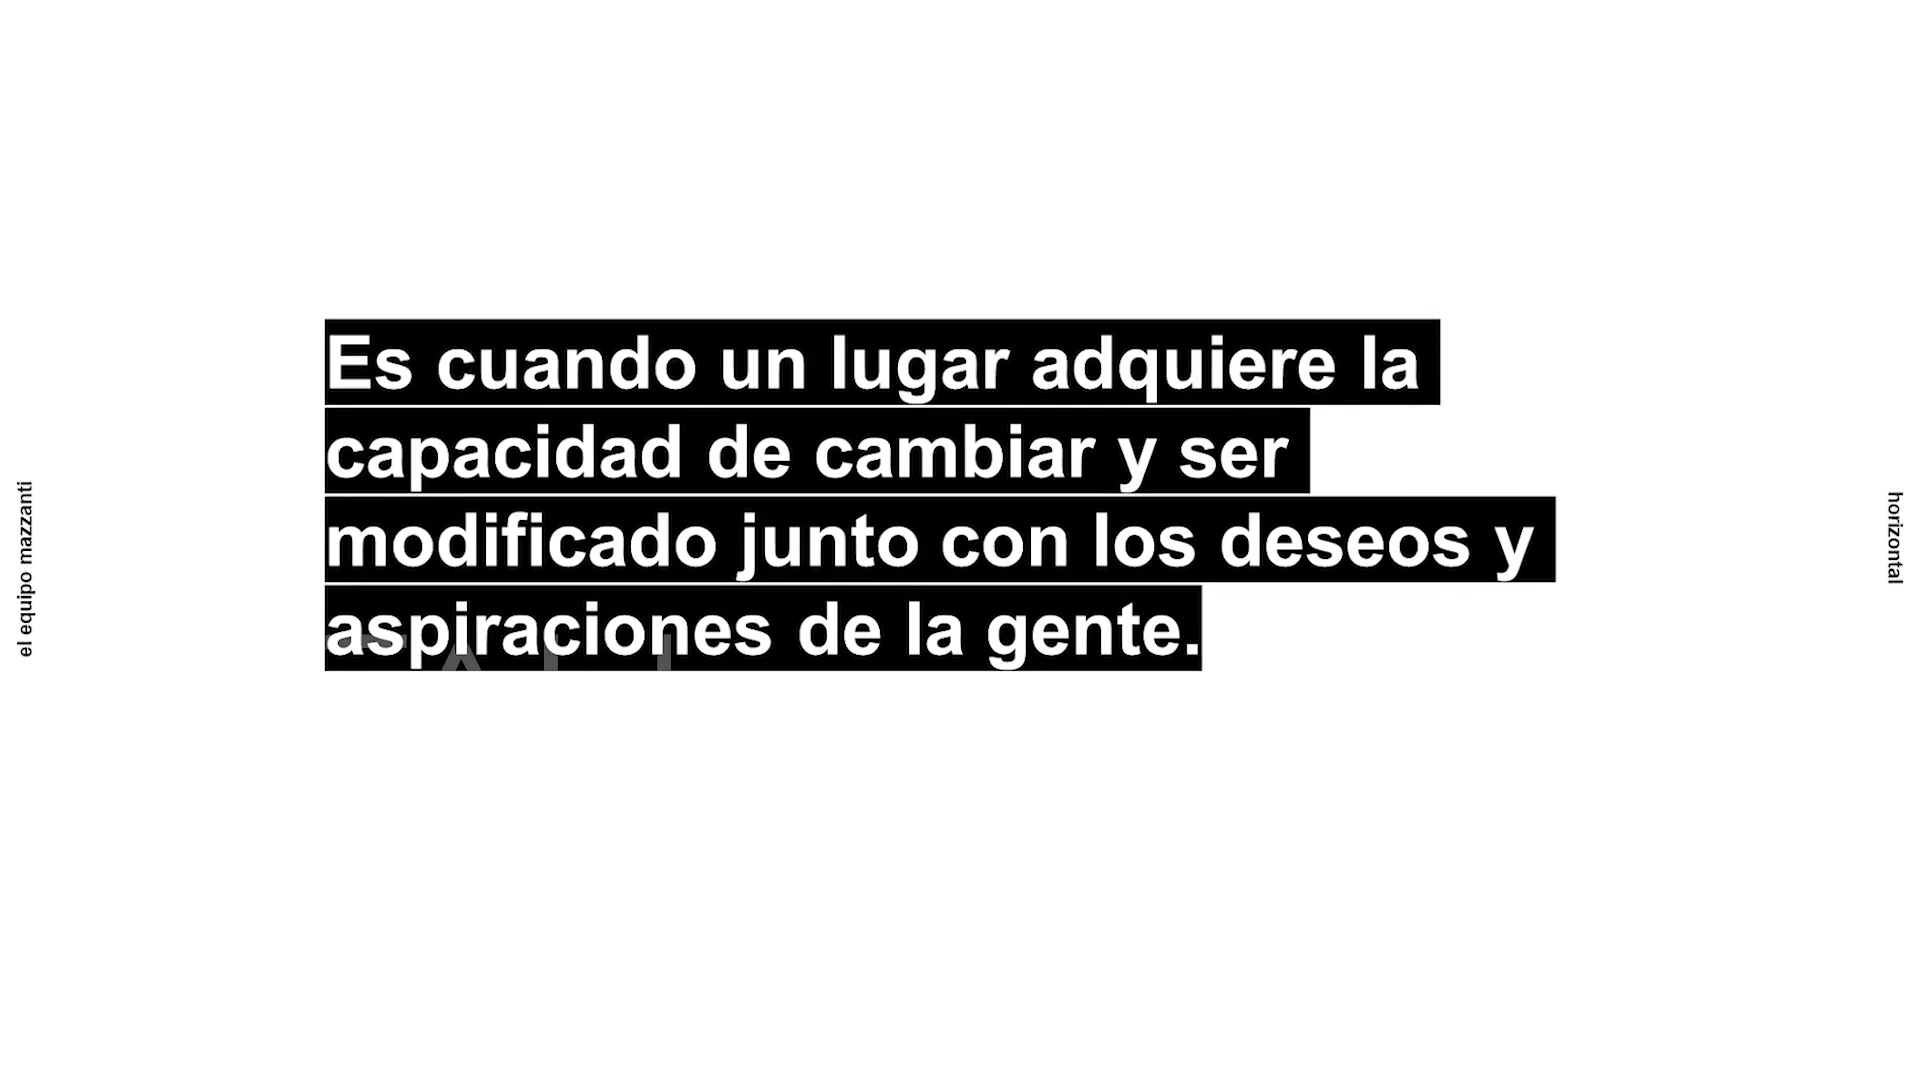 Es cuando un lugar adquiere la
capacidad de cambiar y ser
modificado junto con los deseos y
aspiraciones de la gente.
el equipo mazzanti
horizontal